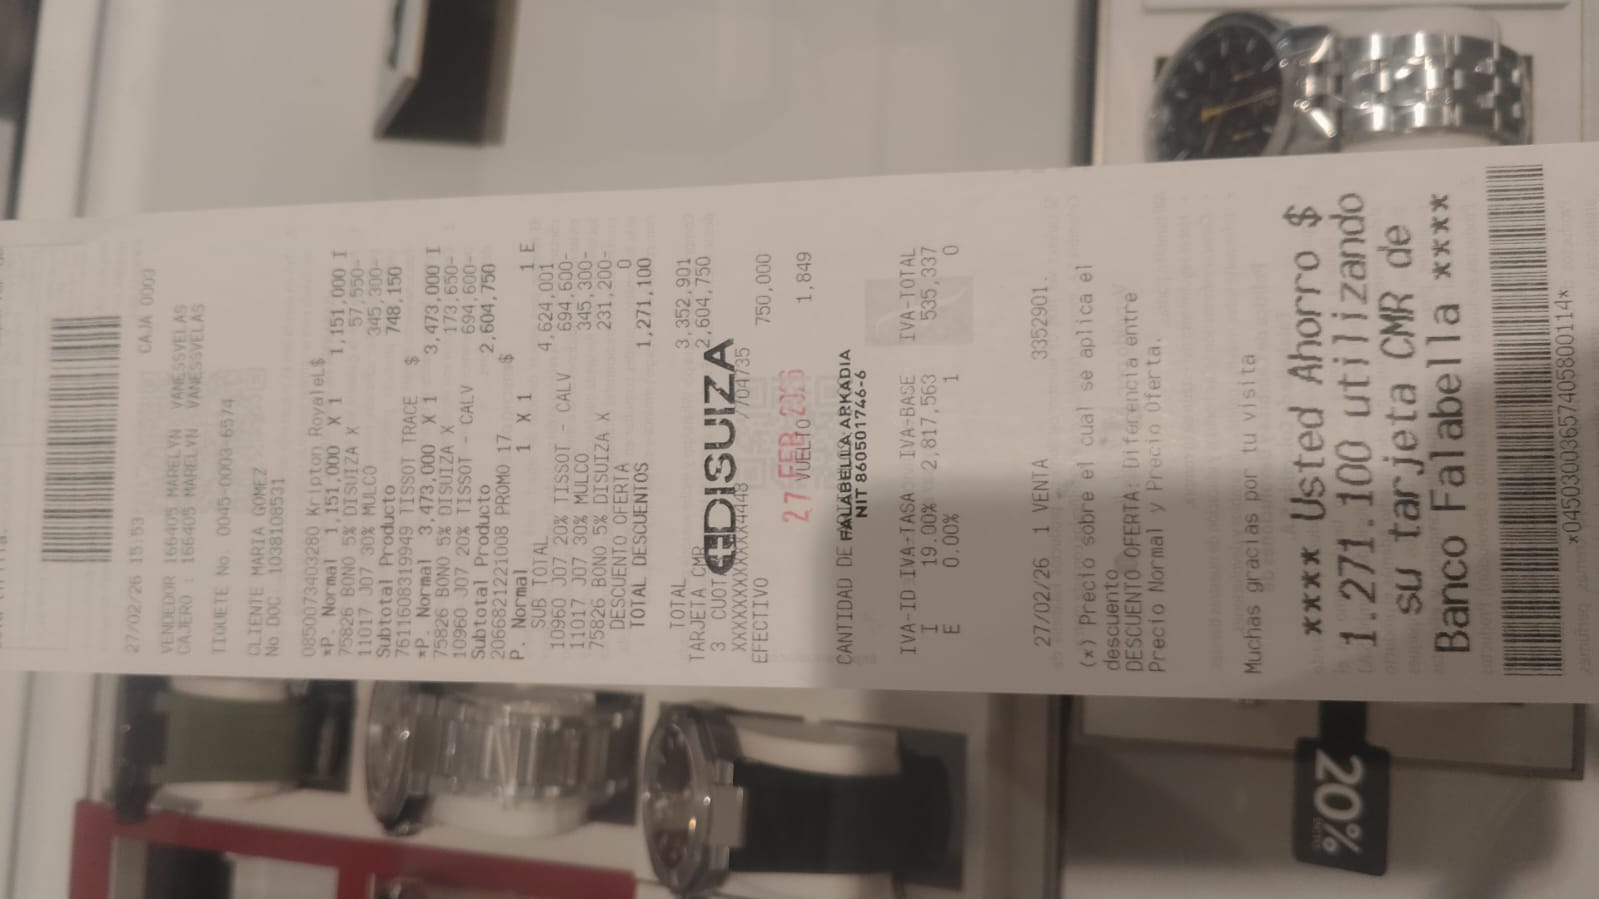 27/02/26 15:53 CAJA 0003
VENDEDOR 166405 MARELYN VANESSVELAS
CAJERO : 166405 MARELYN VANESSVELAS
TIQUETE No. 0045-0003-6574
CLIENTE MARIA GOMEZ
No DOC 1038108531
0850073403280 Kripton RoyaleL$
*P. Normal 1,151,000 X 1 1,151,000 I
75826 BONO 5% DISUIZA X 57,550-
11017 J07 30% MULCO 345,300-
Subtotal Producto 748,150
7611608319949 TISSOT TRACE $
*P. Normal 3,473,000 X 1 3,473,000 I
75826 BONO 5% DISUIZA X 173,650-
10960 J07 20% TISSOT - CALV 694,600-
Subtotal Producto 2,604,750
2066821221008 PROMO 17 $
P. Normal 1 X 1 1 E
SUB TOTAL 4,624,001
10960 J07 20% TISSOT - CALV 694,600-
11017 J07 30% MULCO 345,300-
75826 BONO 5% DISUIZA X 231,200-
DESCUENTO OFERTA 0
TOTAL DESCUENTOS 1,271,100
TOTAL 3,352,901
TARJETA CMR 2,604,750
3 CUOT
DISUIZA
EFECTIVO 750,000
27 FEB 2026
VUELTO 1,849
FALABELLA ARKADIA
NIT 860501746-6
CANTIDAD DE
IVA-ID IVA-TASA IVA-BASE IVA-TOTAL
I 19.00% 2,817,563 535,337
E 0.00% 1 0
27/02/26 1 VENTA 3352901.
(*) Precio sobre el cual se aplica el
descuento
DESCUENTO OFERTA: Diferencia entre
Precio Normal y Precio Oferta.
Muchas gracias por tu visita
**** Usted Ahorro $
1.271.100 utilizando
su tarjeta CMR de
Banco Falabella ****
*04503003657405800114*
20%